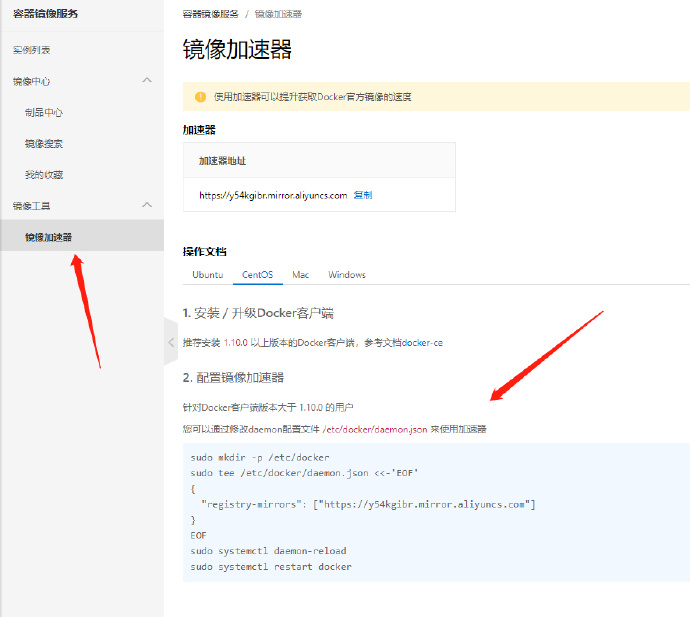 容器镜像服务
实例列表
镜像中心
制品中心
镜像搜索
我的收藏
镜像工具
镜像加速器
容器镜像服务 / 镜像加速器
镜像加速器
使用加速器可以提升获取Docker官方镜像的速度
加速器
加速器地址
https://y54kgibr.mirror.aliyuncs.com 复制
操作文档
Ubuntu CentOS Mac Windows
1. 安装 / 升级Docker客户端
推荐安装 1.10.0 以上版本的Docker客户端，参考文档docker-ce
2. 配置镜像加速器
针对Docker客户端版本大于 1.10.0 的用户
您可以通过修改daemon配置文件 /etc/docker/daemon.json 来使用加速器
sudo mkdir -p /etc/docker
sudo tee /etc/docker/daemon.json <<-'EOF'
{
"registry-mirrors": ["https://y54kgibr.mirror.aliyuncs.com"]
}
EOF
sudo systemctl daemon-reload
sudo systemctl restart docker